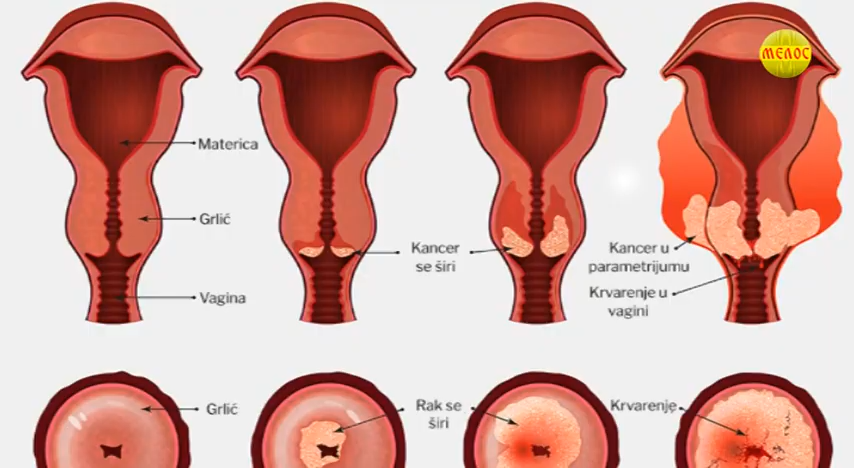 МЕЛОС
Materica
Grlić
Kancer
se širi
Kancer u
parametrijumu
Vagina
Krvarenje u
vagini
Grlić
Rak se
širi
Krvarenje